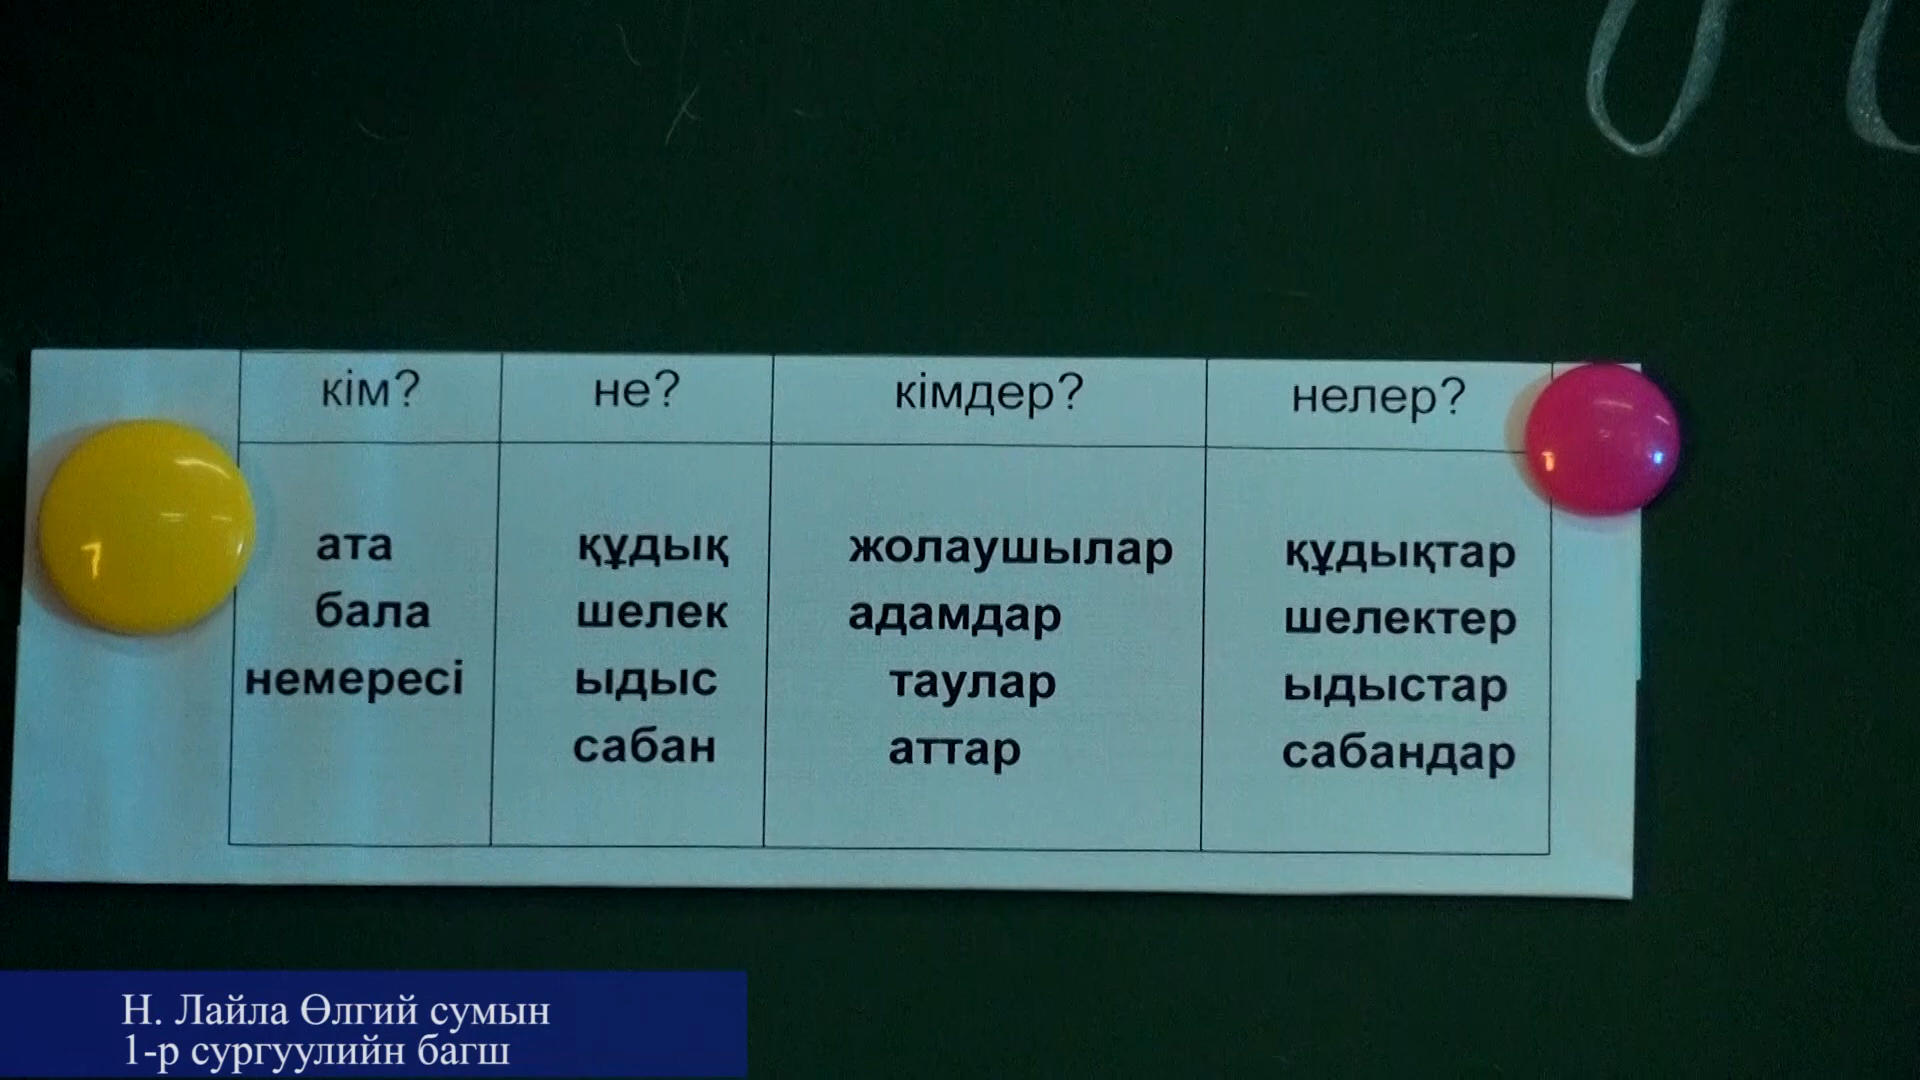 кім? не? кімдер? нелер?
ата құдық жолаушылар құдықтар
бала шелек адамдар шелектер
немересі ыдыс таулар ыдыстар
сабан аттар сабандар
Н. Лайла Өлгий сумын
1-р сургуулийн багш